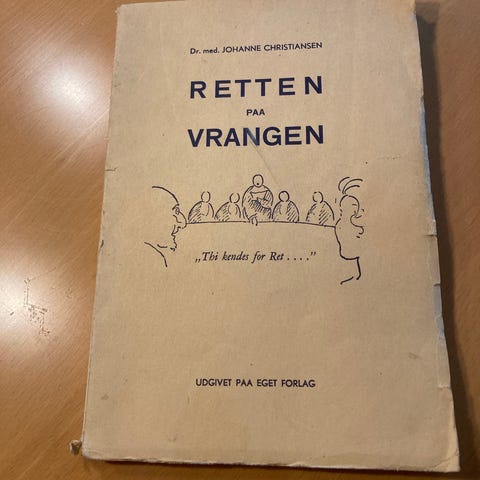 Dr. med. JOHANNE CHRISTIANSEN
RETTEN
PAA
VRANGEN
„Thi kendes for Ret . . . .”
UDGIVET PAA EGET FORLAG